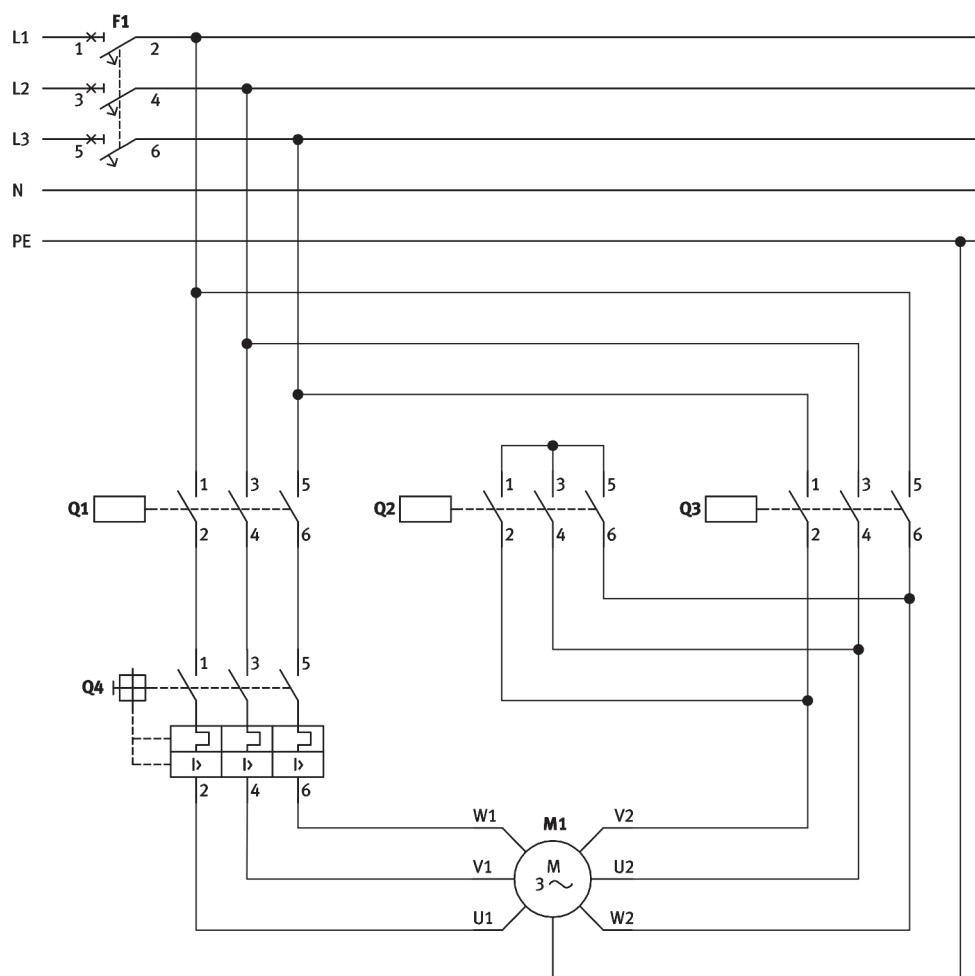 F1
L1 1 2
L2 3 4
L3 5 6
N
PE
1 3 5 1 3 5 1 3 5
Q1 Q2 Q3
2 4 6 2 4 6 2 4 6
1 3 5
Q4
I> I> I>
2 4 6
W1 M1 V2
V1 M U2
3
U1 W2